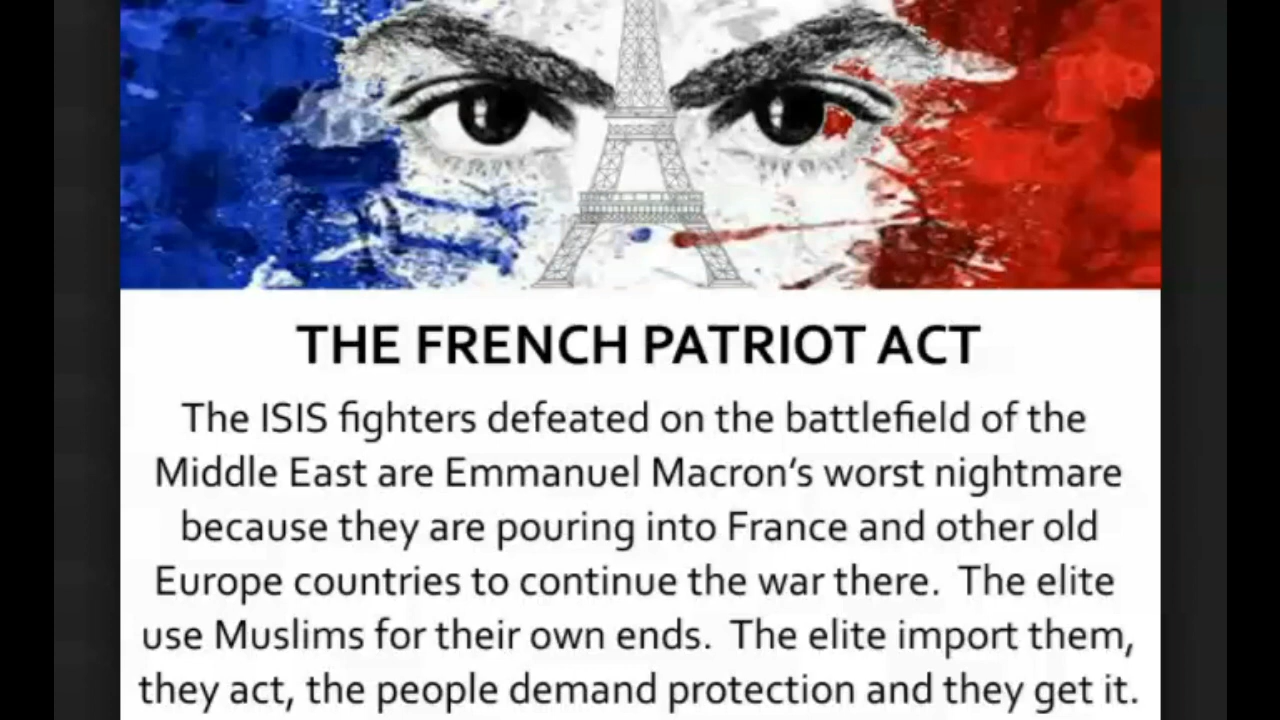 THE FRENCH PATRIOT ACT
The ISIS fighters defeated on the battlefield of the
Middle East are Emmanuel Macron’s worst nightmare
because they are pouring into France and other old
Europe countries to continue the war there.  The elite
use Muslims for their own ends.  The elite import them,
they act, the people demand protection and they get it.